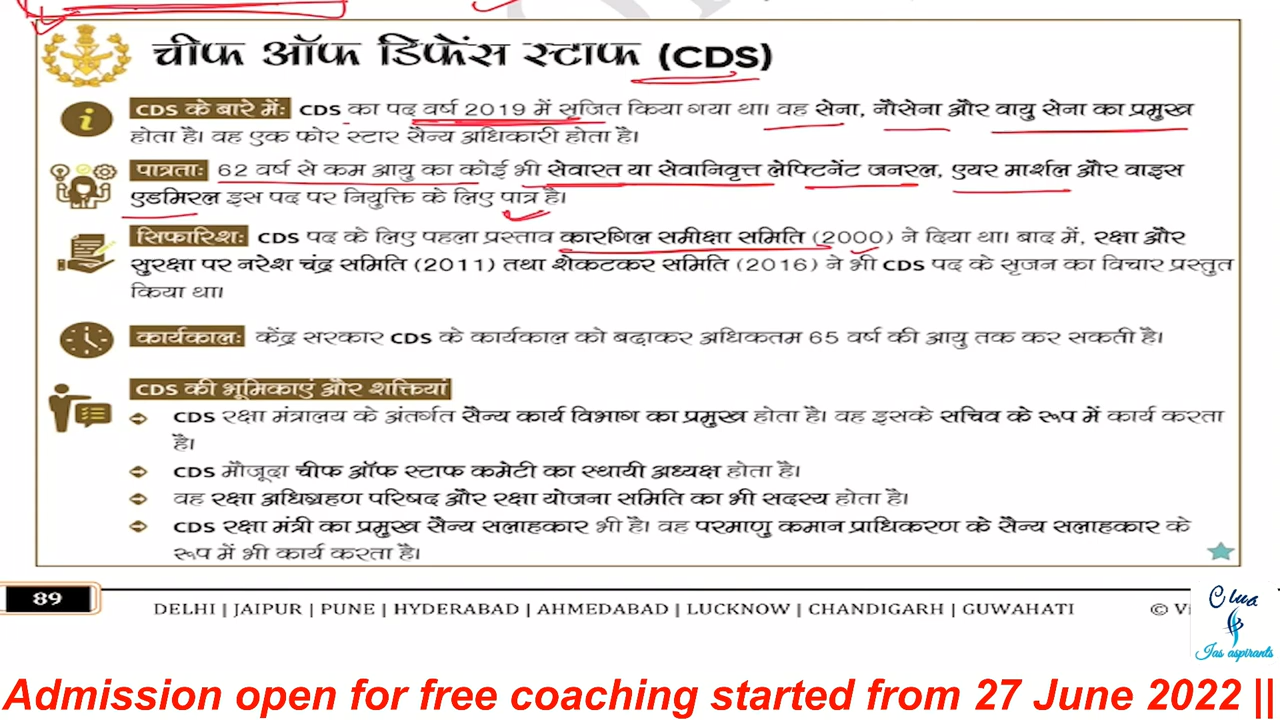 चीफ ऑफ डिफेंस स्टाफ (CDS)
CDS के बारे में: CDS का पद वर्ष 2019 में सृजित किया गया था। वह सेना, नौसेना और वायु सेना का प्रमुख
होता है। वह एक फोर स्टार सैन्य अधिकारी होता है।
पात्रता: 62 वर्ष से कम आयु का कोई भी सेवारत या सेवानिवृत्त लेफ्टिनेंट जनरल, एयर मार्शल और वाइस
एडमिरल इस पद पर नियुक्ति के लिए पात्र है।
सिफारिश: CDS पद के लिए पहला प्रस्ताव कारगिल समीक्षा समिति (2000) ने दिया था। बाद में, रक्षा और
सुरक्षा पर नरेश चंद्र समिति (2011) तथा शेकटकर समिति (2016) ने भी CDS पद के सृजन का विचार प्रस्तुत
किया था।
कार्यकाल: केंद्र सरकार CDS के कार्यकाल को बढ़ाकर अधिकतम 65 वर्ष की आयु तक कर सकती है।
CDS की भूमिकाएं और शक्तियां
CDS रक्षा मंत्रालय के अंतर्गत सैन्य कार्य विभाग का प्रमुख होता है। वह इसके सचिव के रूप में कार्य करता
है।
CDS मौजूदा चीफ ऑफ स्टाफ कमेटी का स्थायी अध्यक्ष होता है।
वह रक्षा अधिग्रहण परिषद और रक्षा योजना समिति का भी सदस्य होता है।
CDS रक्षा मंत्री का प्रमुख सैन्य सलाहकार भी है। वह परमाणु कमान प्राधिकरण के सैन्य सलाहकार के
रूप में भी कार्य करता है।
89
DELHI | JAIPUR | PUNE | HYDERABAD | AHMEDABAD | LUCKNOW | CHANDIGARH | GUWAHATI
©
Ias aspirants
Admission open for free coaching started from 27 June 2022 ||